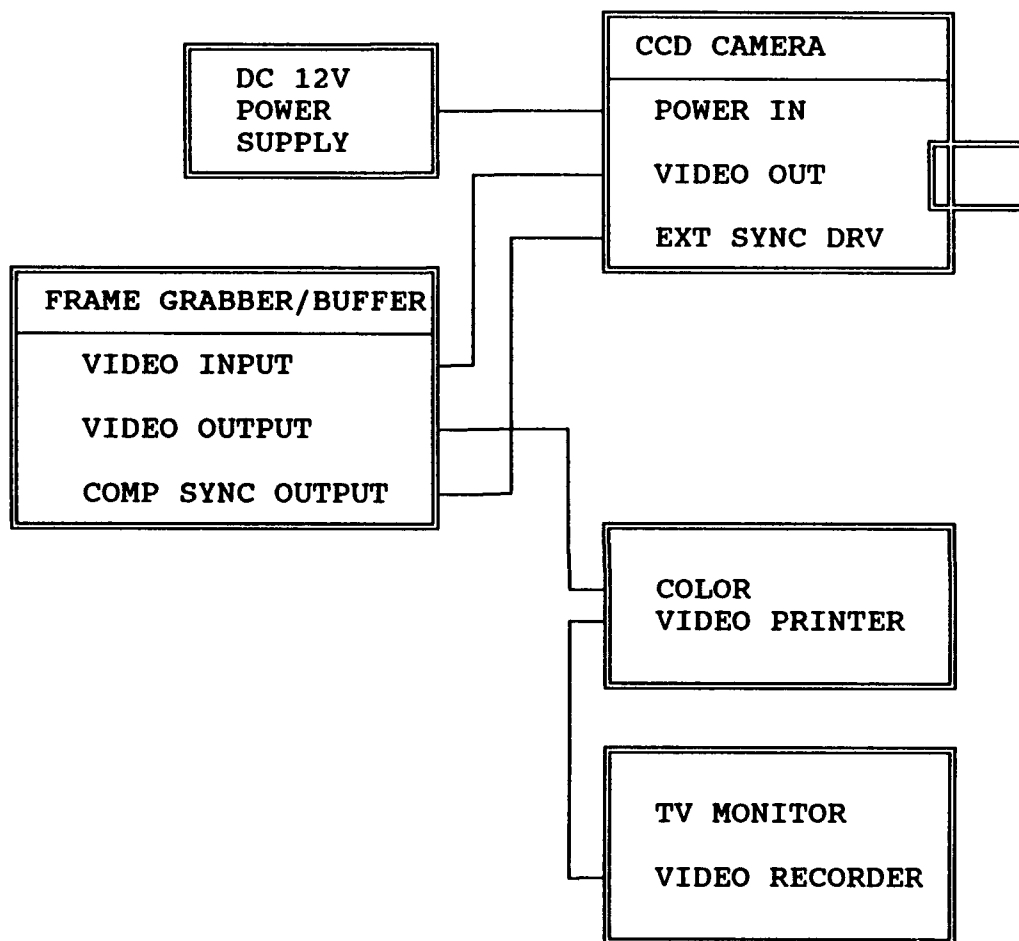 DC 12V
POWER
SUPPLY
CCD CAMERA
POWER IN
VIDEO OUT
EXT SYNC DRV
FRAME GRABBER/BUFFER
VIDEO INPUT
VIDEO OUTPUT
COMP SYNC OUTPUT
COLOR
VIDEO PRINTER
TV MONITOR
VIDEO RECORDER